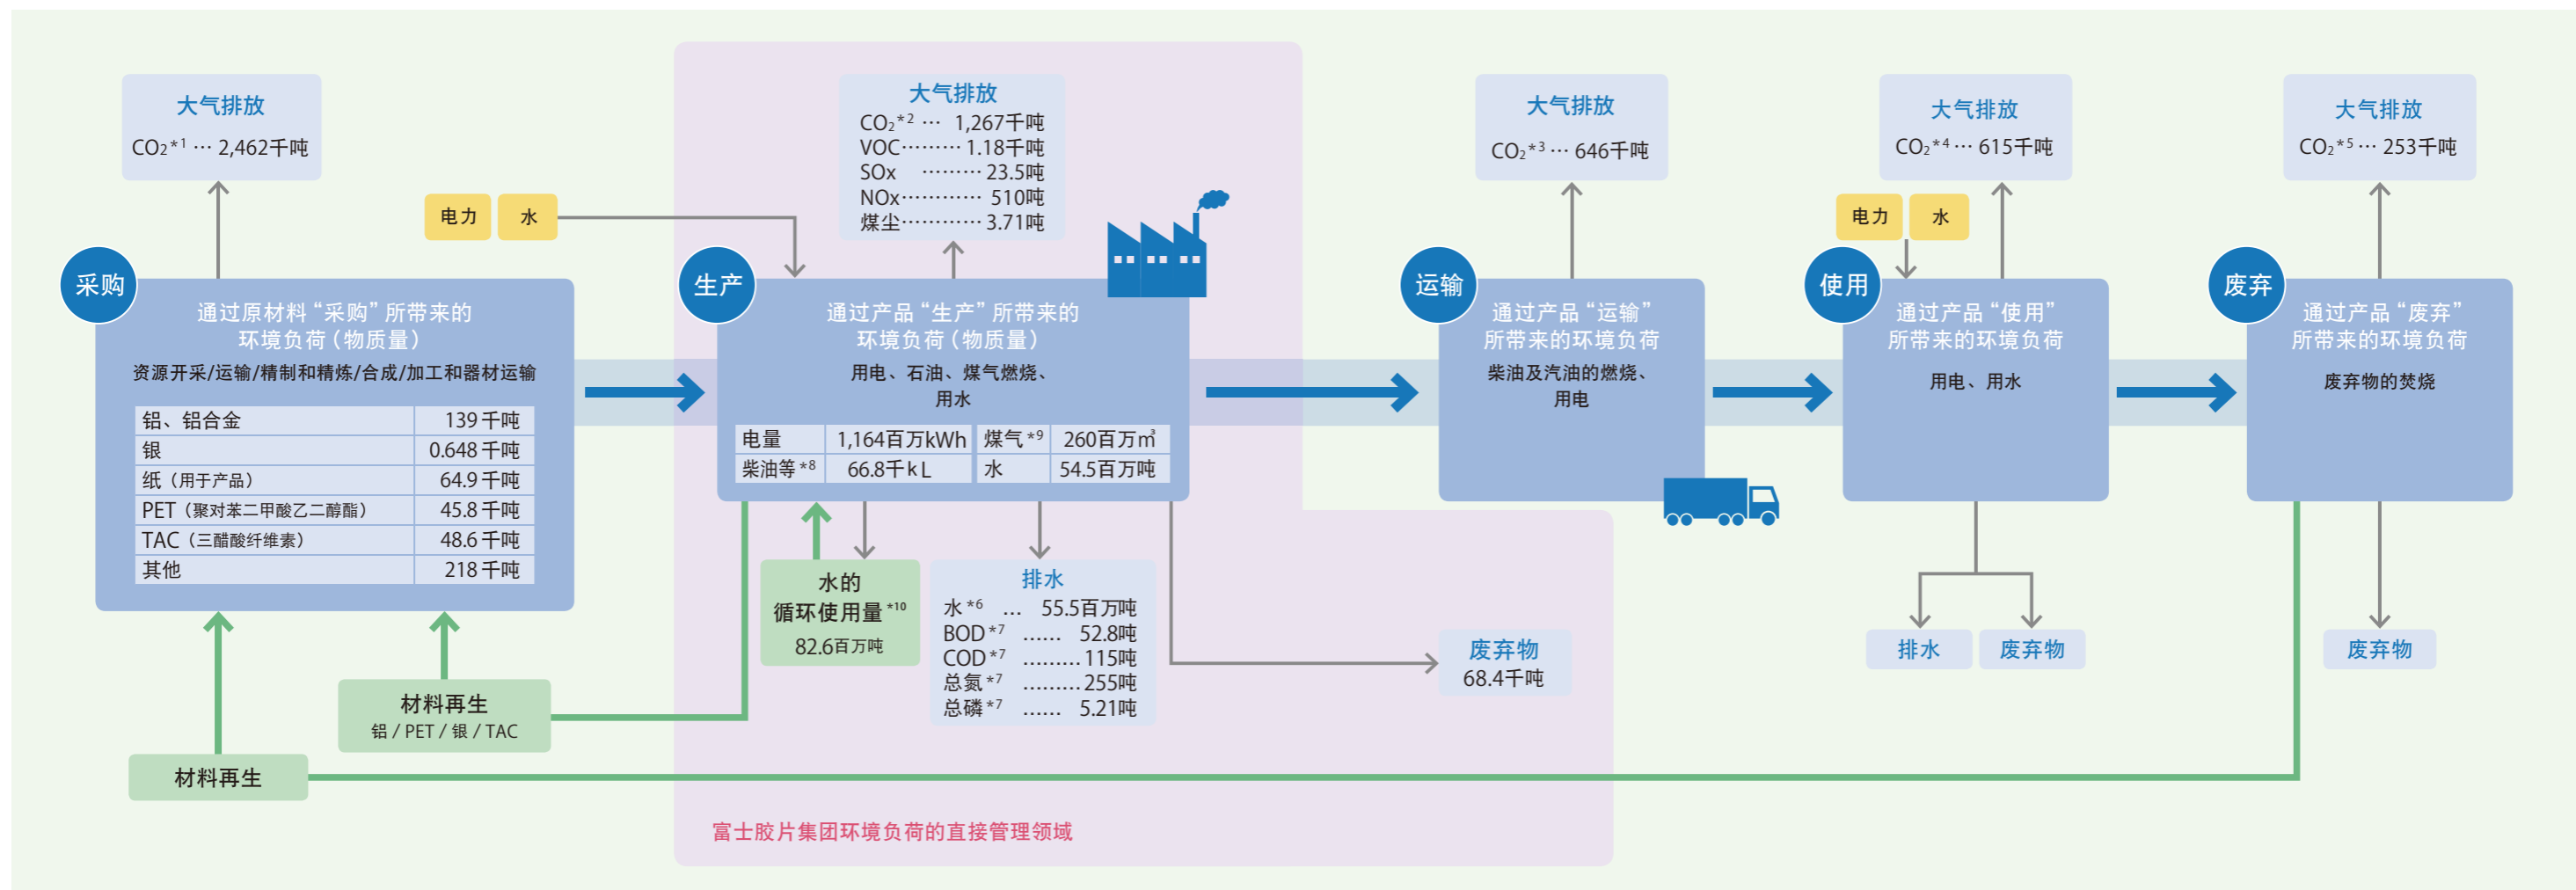 大气排放
CO₂*1 … 2,462千吨
采购
通过原材料“采购”所带来的
环境负荷（物质量）
资源开采/运输/精制和精炼/合成/加工和器材运输
铝、铝合金 139千吨
银 0.648千吨
纸（用于产品） 64.9千吨
PET（聚对苯二甲酸乙二醇酯） 45.8千吨
TAC（三醋酸纤维素） 48.6千吨
其他 218千吨
材料再生
铝 / PET / 银 / TAC
材料再生
电力 水
大气排放
CO₂*2 … 1,267千吨
VOC……… 1.18千吨
SOx ……… 23.5吨
NOx………… 510吨
煤尘………… 3.71吨
生产
通过产品“生产”所带来的
环境负荷（物质量）
用电、石油、煤气燃烧、
用水
电量 1,164百万kWh 煤气*9 260百万㎥
柴油等*8 66.8千kL 水 54.5百万吨
水的
循环使用量*10
82.6百万吨
排水
水*6 … 55.5百万吨
BOD*7 …… 52.8吨
COD*7 ……… 115吨
总氮*7 ……… 255吨
总磷*7 …… 5.21吨
废弃物
68.4千吨
富士胶片集团环境负荷的直接管理领域
大气排放
CO₂*3 … 646千吨
运输
通过产品“运输”
所带来的环境负荷
柴油及汽油的燃烧、
用电
大气排放
CO₂*4 … 615千吨
电力 水
使用
通过产品“使用”
所带来的环境负荷
用电、用水
排水 废弃物
大气排放
CO₂*5 … 253千吨
废弃
通过产品“废弃”
所带来的环境负荷
废弃物的焚烧
废弃物